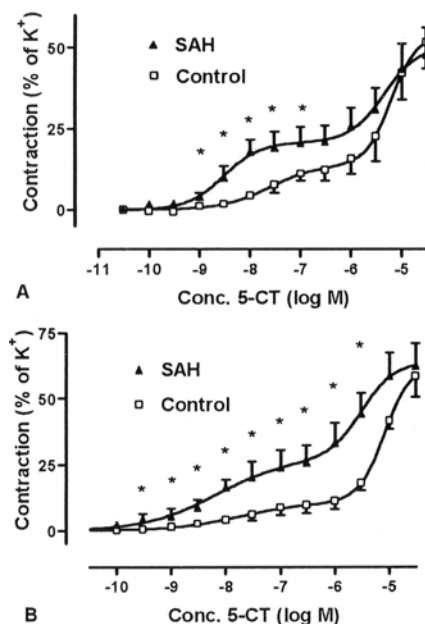 Contraction (% of K+)
50
25
0
SAH
Control
* * * * *
-11 -10 -9 -8 -7 -6 -5
A
Conc. 5-CT (log M)
Contraction (% of K+)
75
50
25
0
SAH
Control
* * * * * * * * *
-10 -9 -8 -7 -6 -5
B
Conc. 5-CT (log M)